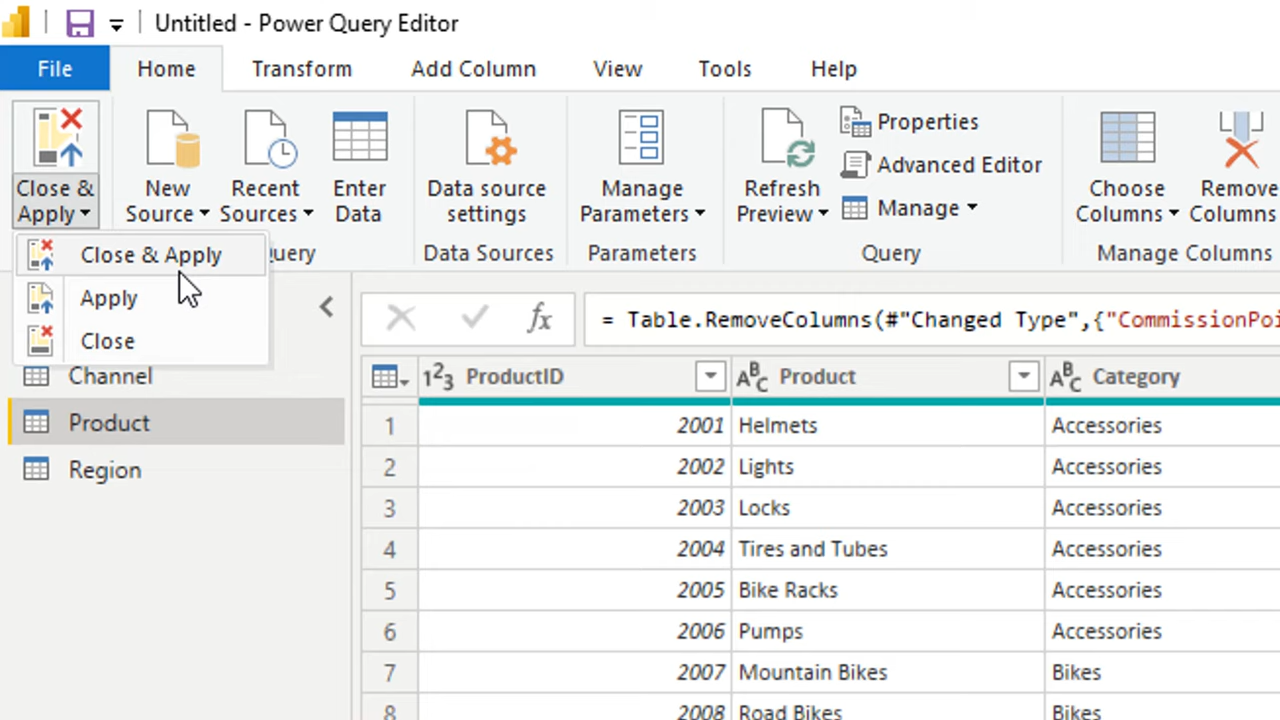 Untitled - Power Query Editor
File Home Transform Add Column View Tools Help
Close & Apply
New Source
Recent Sources
Enter Data
Data source settings
Manage Parameters
Refresh Preview
Properties
Advanced Editor
Manage
Choose Columns
Remove Columns
Data Sources Parameters Query Manage Columns
Close & Apply
Apply
Close
Channel
Product
Region
fx = Table.RemoveColumns(#"Changed Type",{"CommissionPoi
123 ProductID ABC Product ABC Category
1 2001 Helmets Accessories
2 2002 Lights Accessories
3 2003 Locks Accessories
4 2004 Tires and Tubes Accessories
5 2005 Bike Racks Accessories
6 2006 Pumps Accessories
7 2007 Mountain Bikes Bikes
8 2008 Road Bikes Bikes